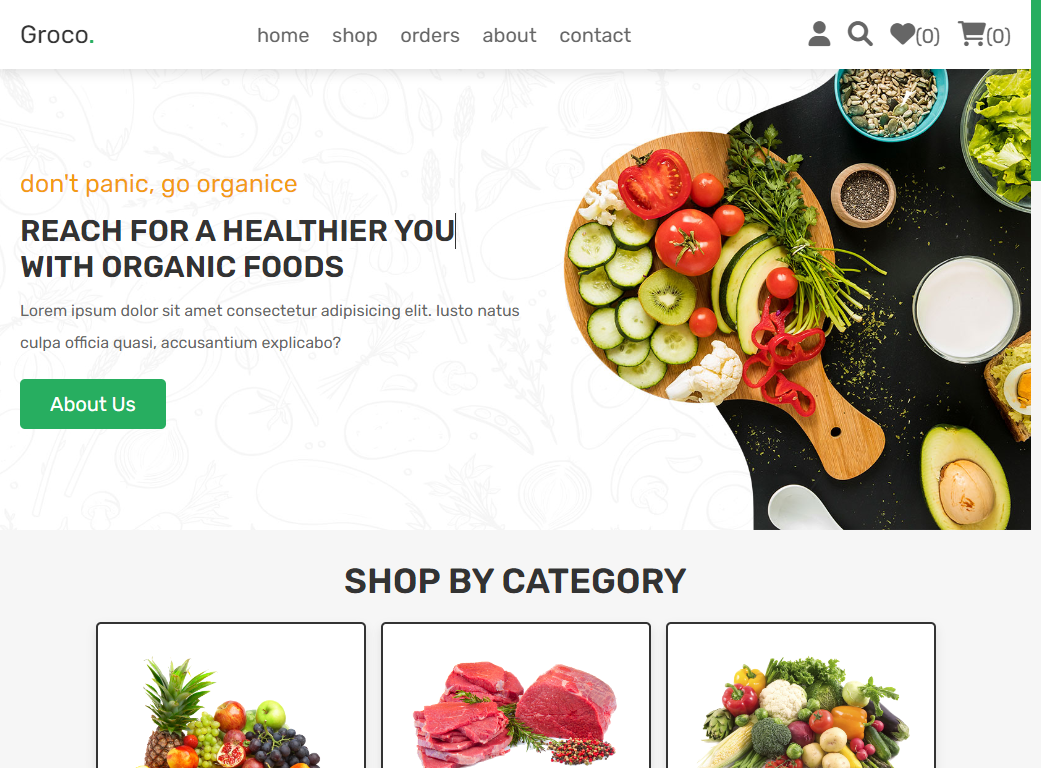 Groco.
home shop orders about contact
(0) (0)
don't panic, go organice
REACH FOR A HEALTHIER YOU
WITH ORGANIC FOODS
Lorem ipsum dolor sit amet consectetur adipisicing elit. Iusto natus
culpa officia quasi, accusantium explicabo?
About Us
SHOP BY CATEGORY